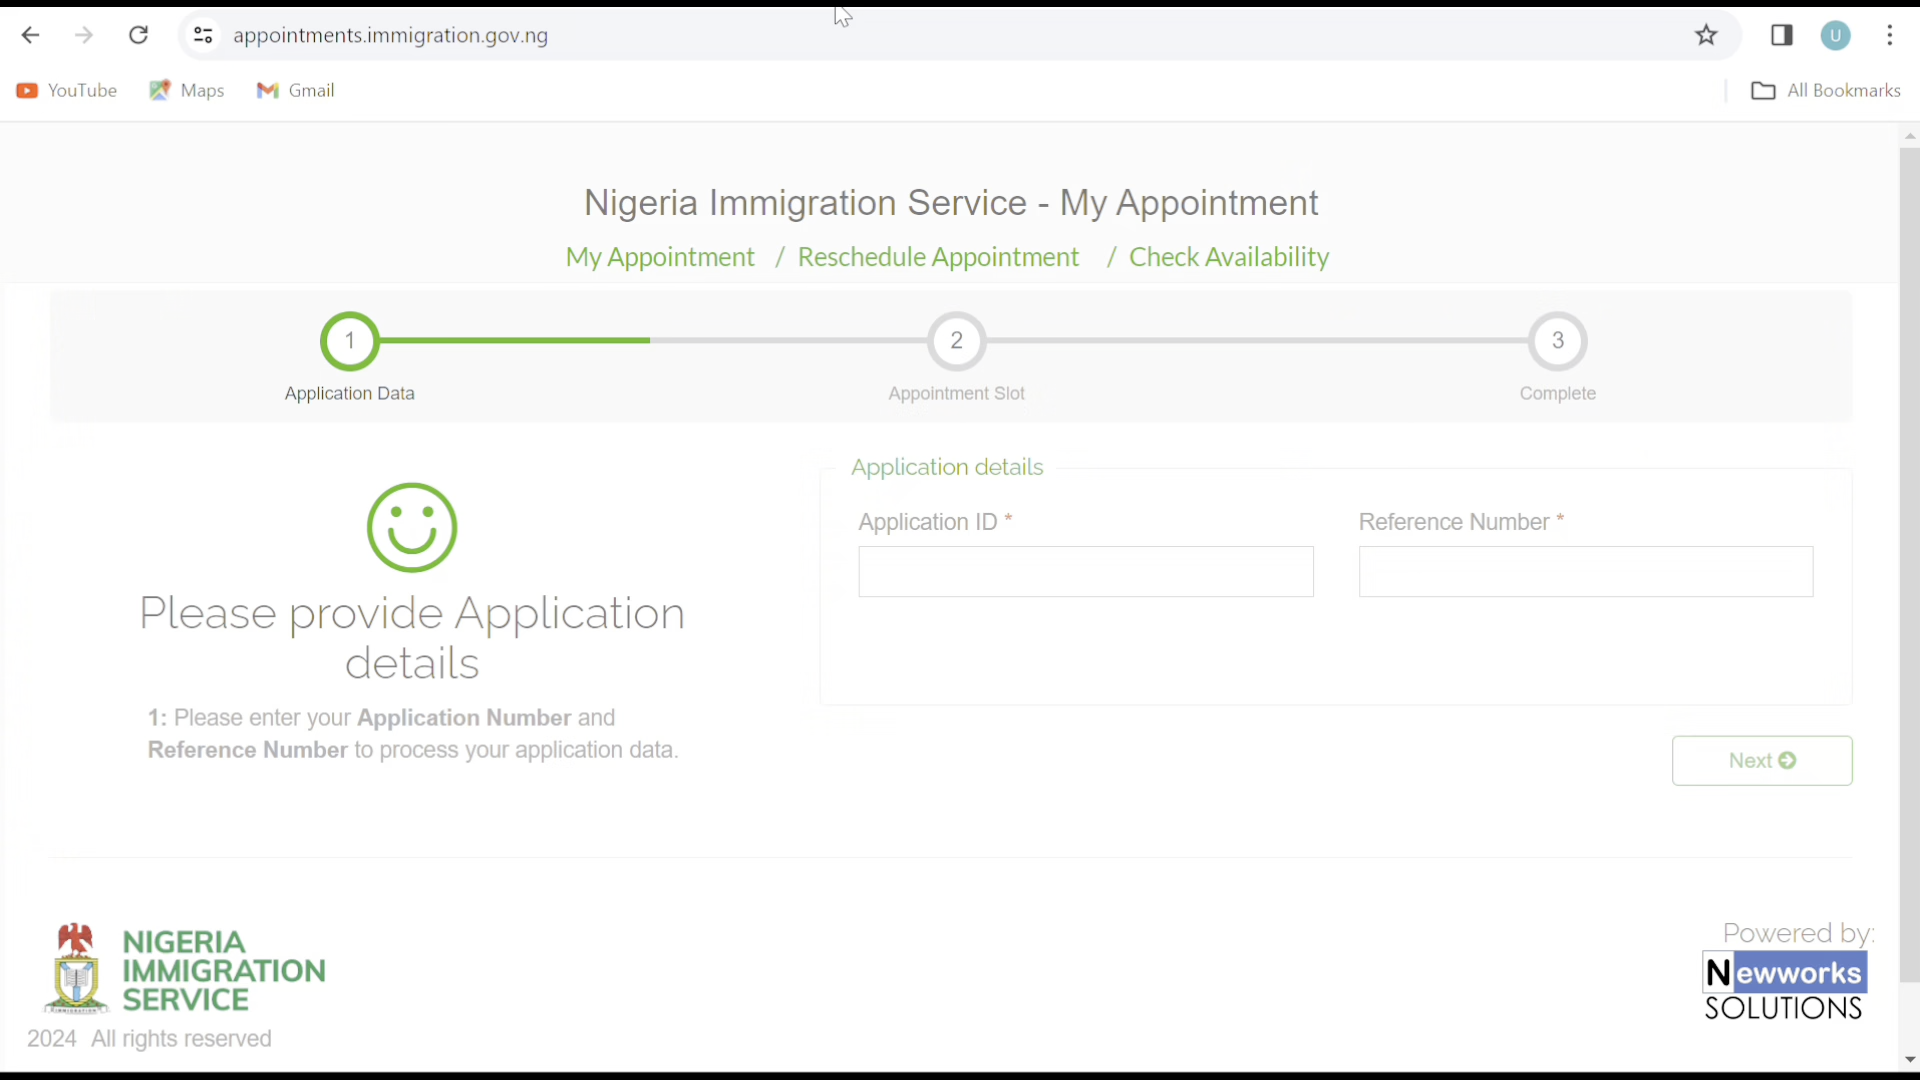 appointments.immigration.gov.ng
U
YouTube
Maps
Gmail
All Bookmarks
Nigeria Immigration Service - My Appointment
My Appointment / Reschedule Appointment / Check Availability
1
2
3
Application Data
Appointment Slot
Complete
Application details
Application ID *
Reference Number *
Please provide Application
details
1: Please enter your Application Number and
Reference Number to process your application data.
Next
NIGERIA
IMMIGRATION
SERVICE
2024 All rights reserved
Powered by:
Newworks
SOLUTIONS